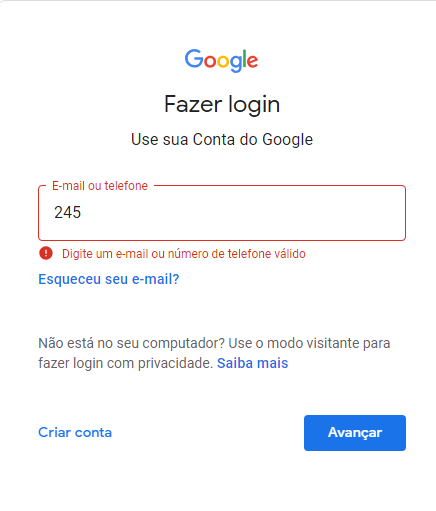 Google
Fazer login
Use sua Conta do Google
E-mail ou telefone
245
Digite um e-mail ou número de telefone válido
Esqueceu seu e-mail?
Não está no seu computador? Use o modo visitante para
fazer login com privacidade. Saiba mais
Criar conta
Avançar